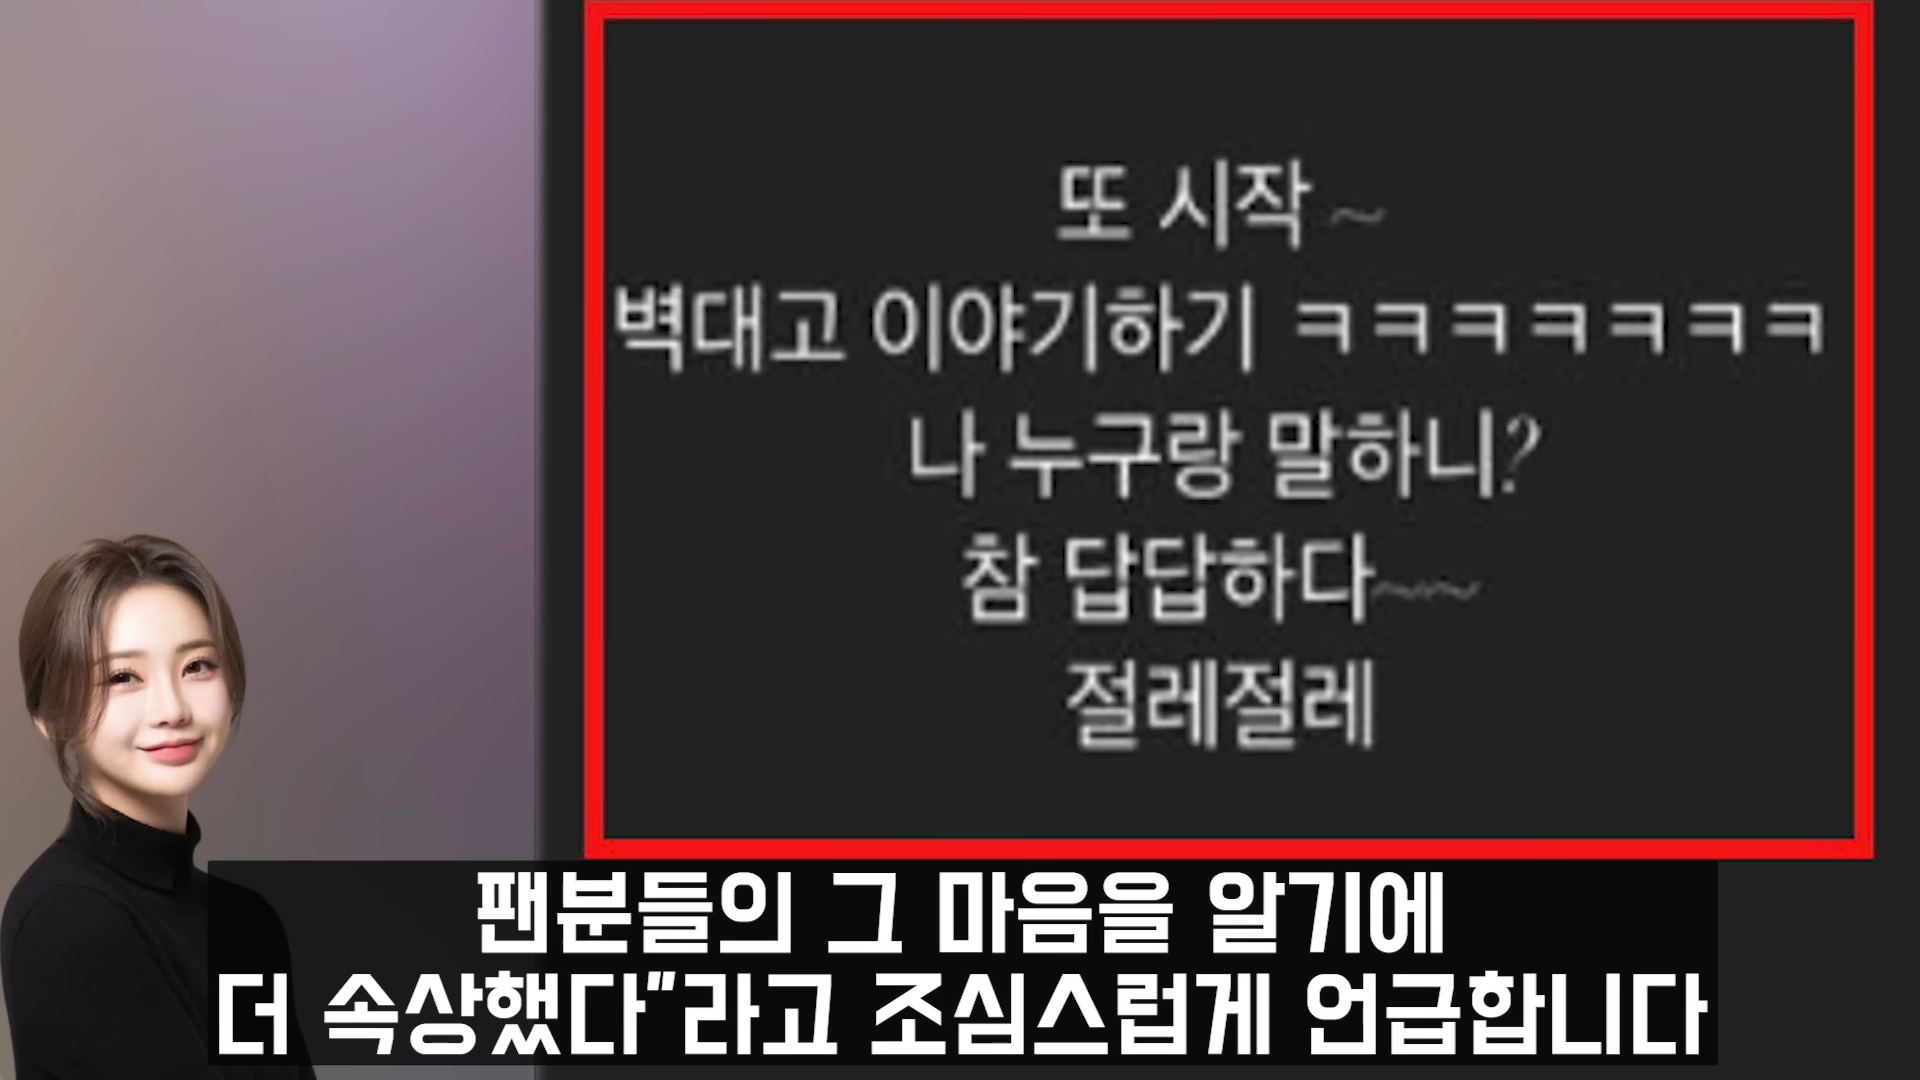 또 시작 ~
벽대고 이야기하기 ㅋㅋㅋㅋㅋㅋㅋ
나 누구랑 말하니?
참 답답하다~~
절레절레
팬분들의 그 마음을 알기에
더 속상했다"라고 조심스럽게 언급합니다